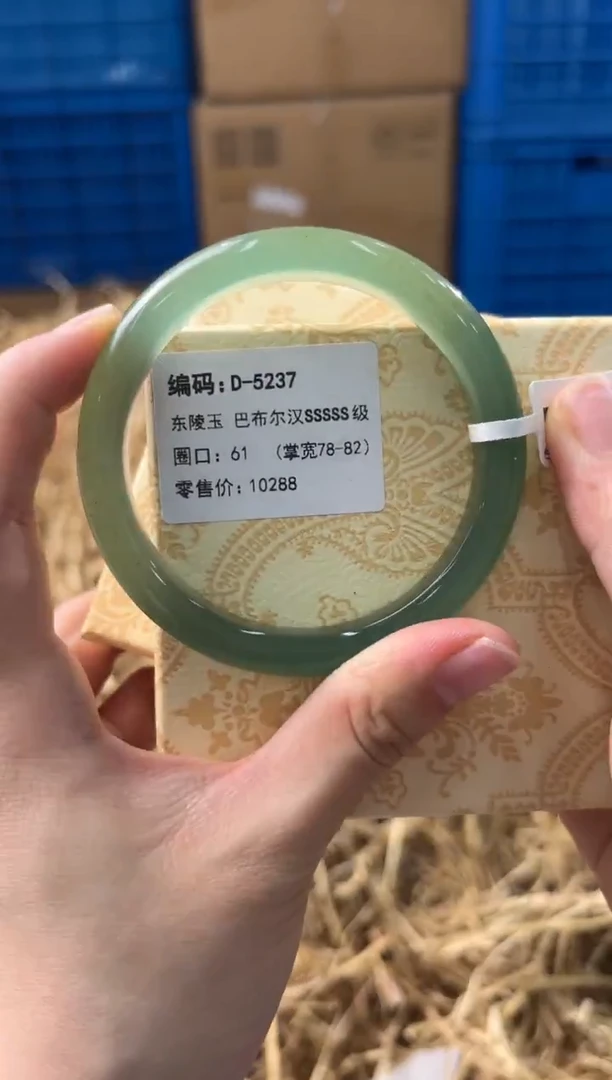 编码：D-5237
东陵玉 巴布尔汉SSSSS级
圈口：61 （掌宽78-82）
零售价：10288